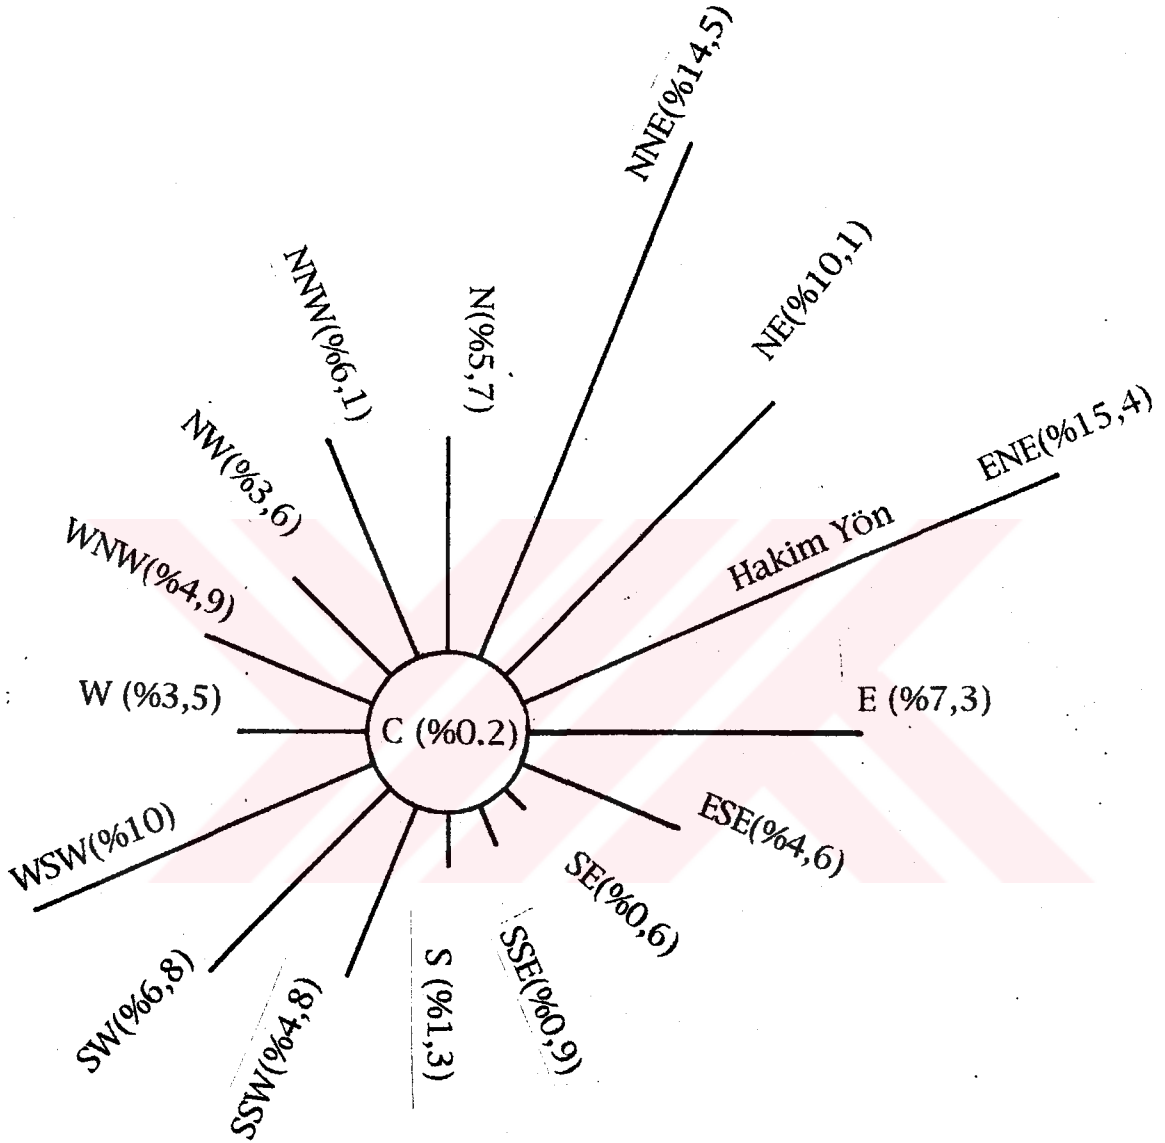 NNE(%14,5)
NE(%10,1)
NNW(%6,1)
N(%5,7)
ENE(%15,4)
NW(%3,6)
Hakim Yön
WNW(%4,9)
W (%3,5)
E (%7,3)
C (%0.2)
ESE(%4,6)
WSW(%10)
SE(%0,6)
SW(%6,8)
SSW(%4,8)
S (%1,3)
SSE(%0,9)